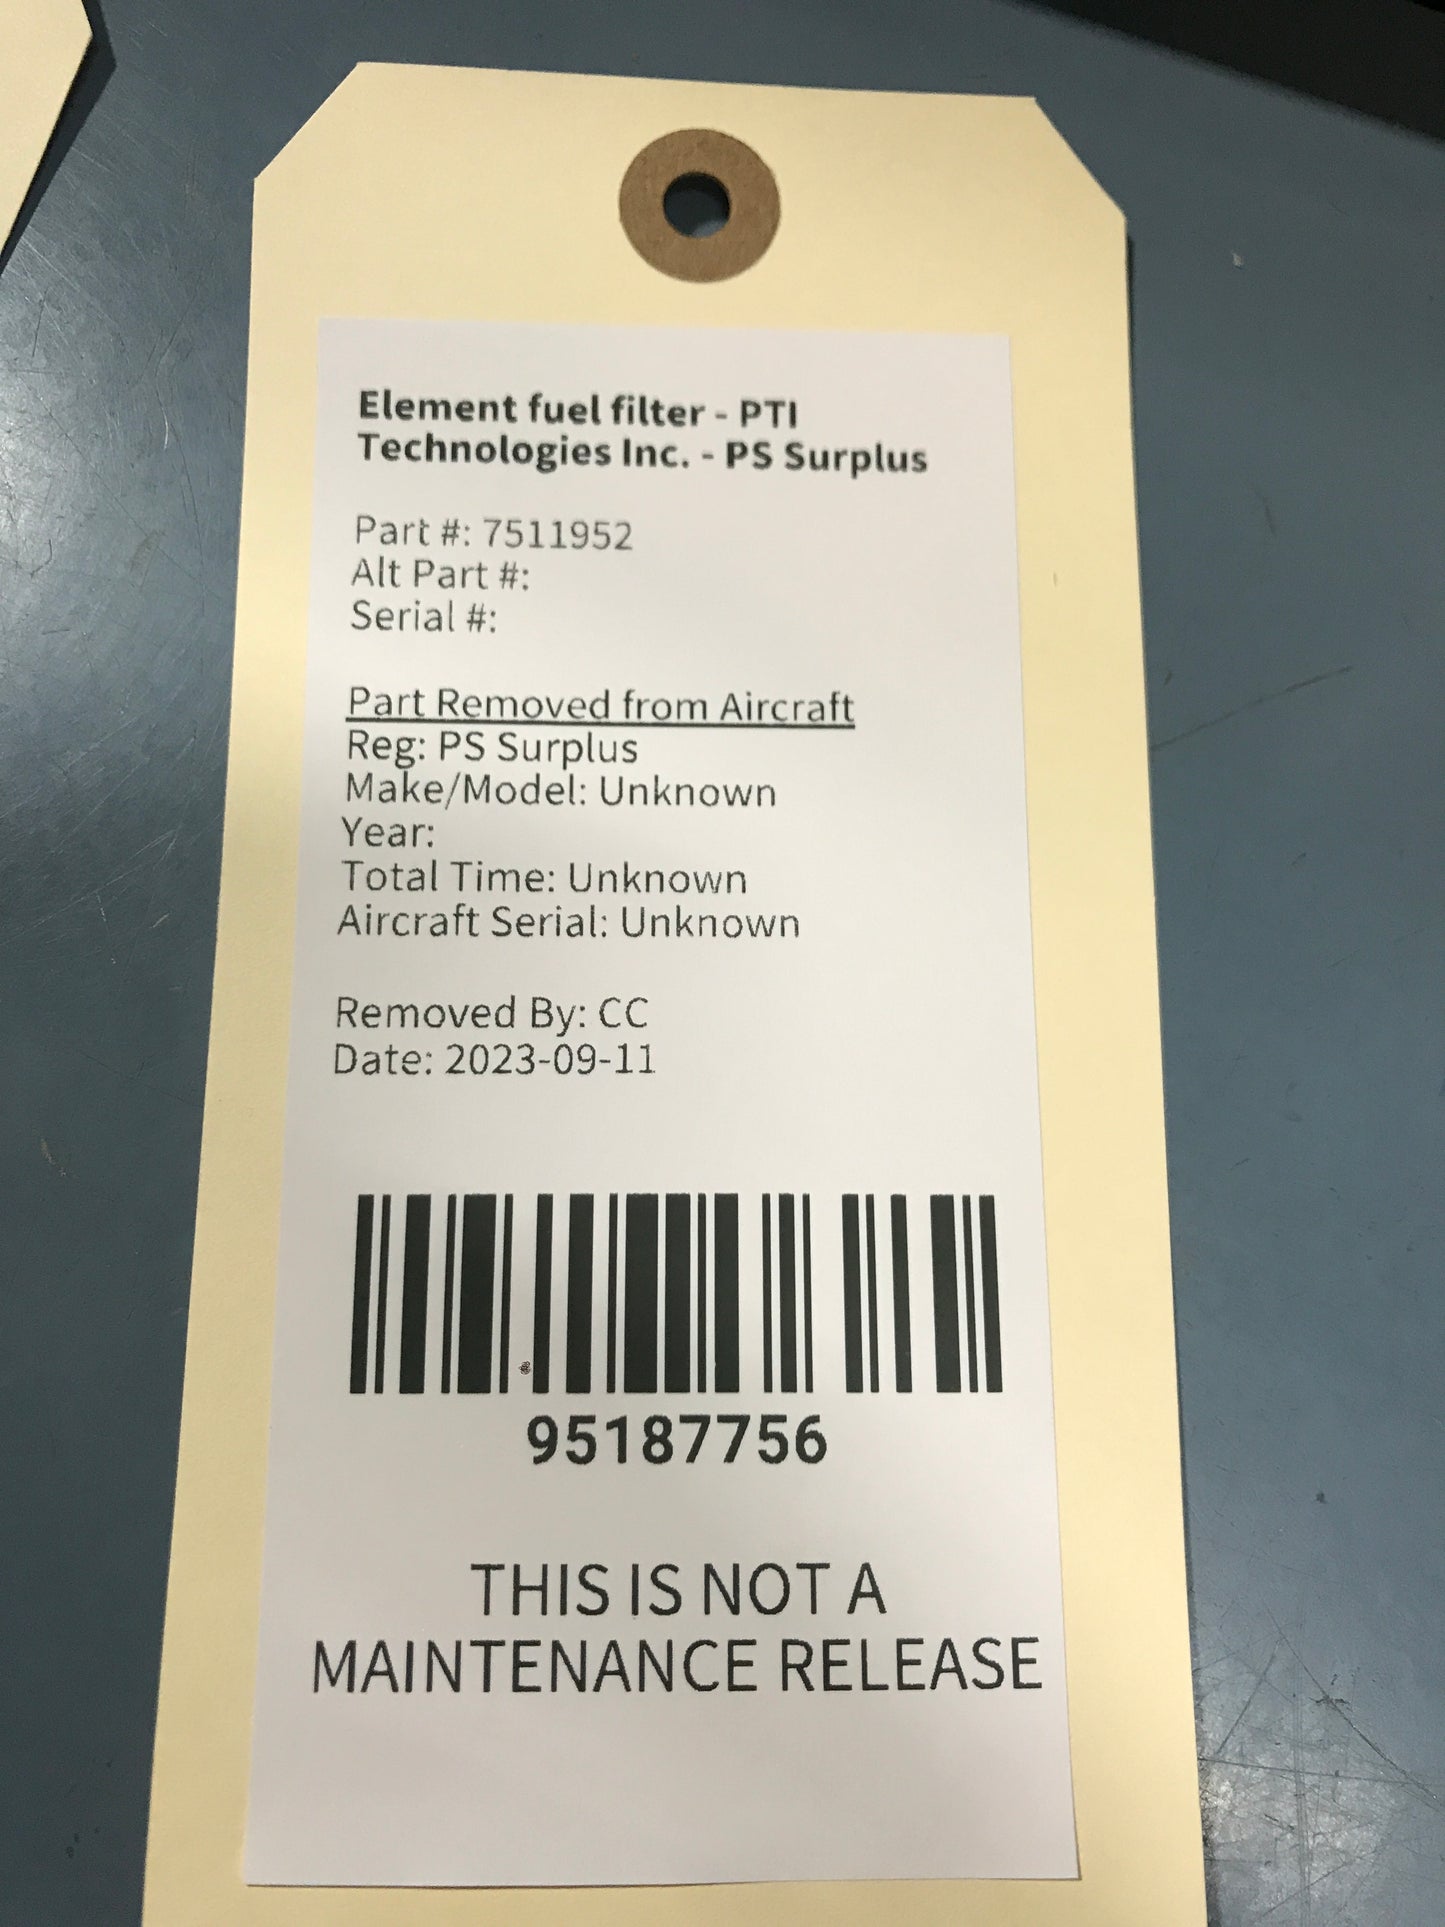 Element fuel filter - PTI
Technologies Inc. - PS Surplus
Part #: 7511952
Alt Part #:
Serial #:
Part Removed from Aircraft
Reg: PS Surplus
Make/Model: Unknown
Year:
Total Time: Unknown
Aircraft Serial: Unknown
Removed By: CC
Date: 2023-09-11
95187756
THIS IS NOT A
MAINTENANCE RELEASE